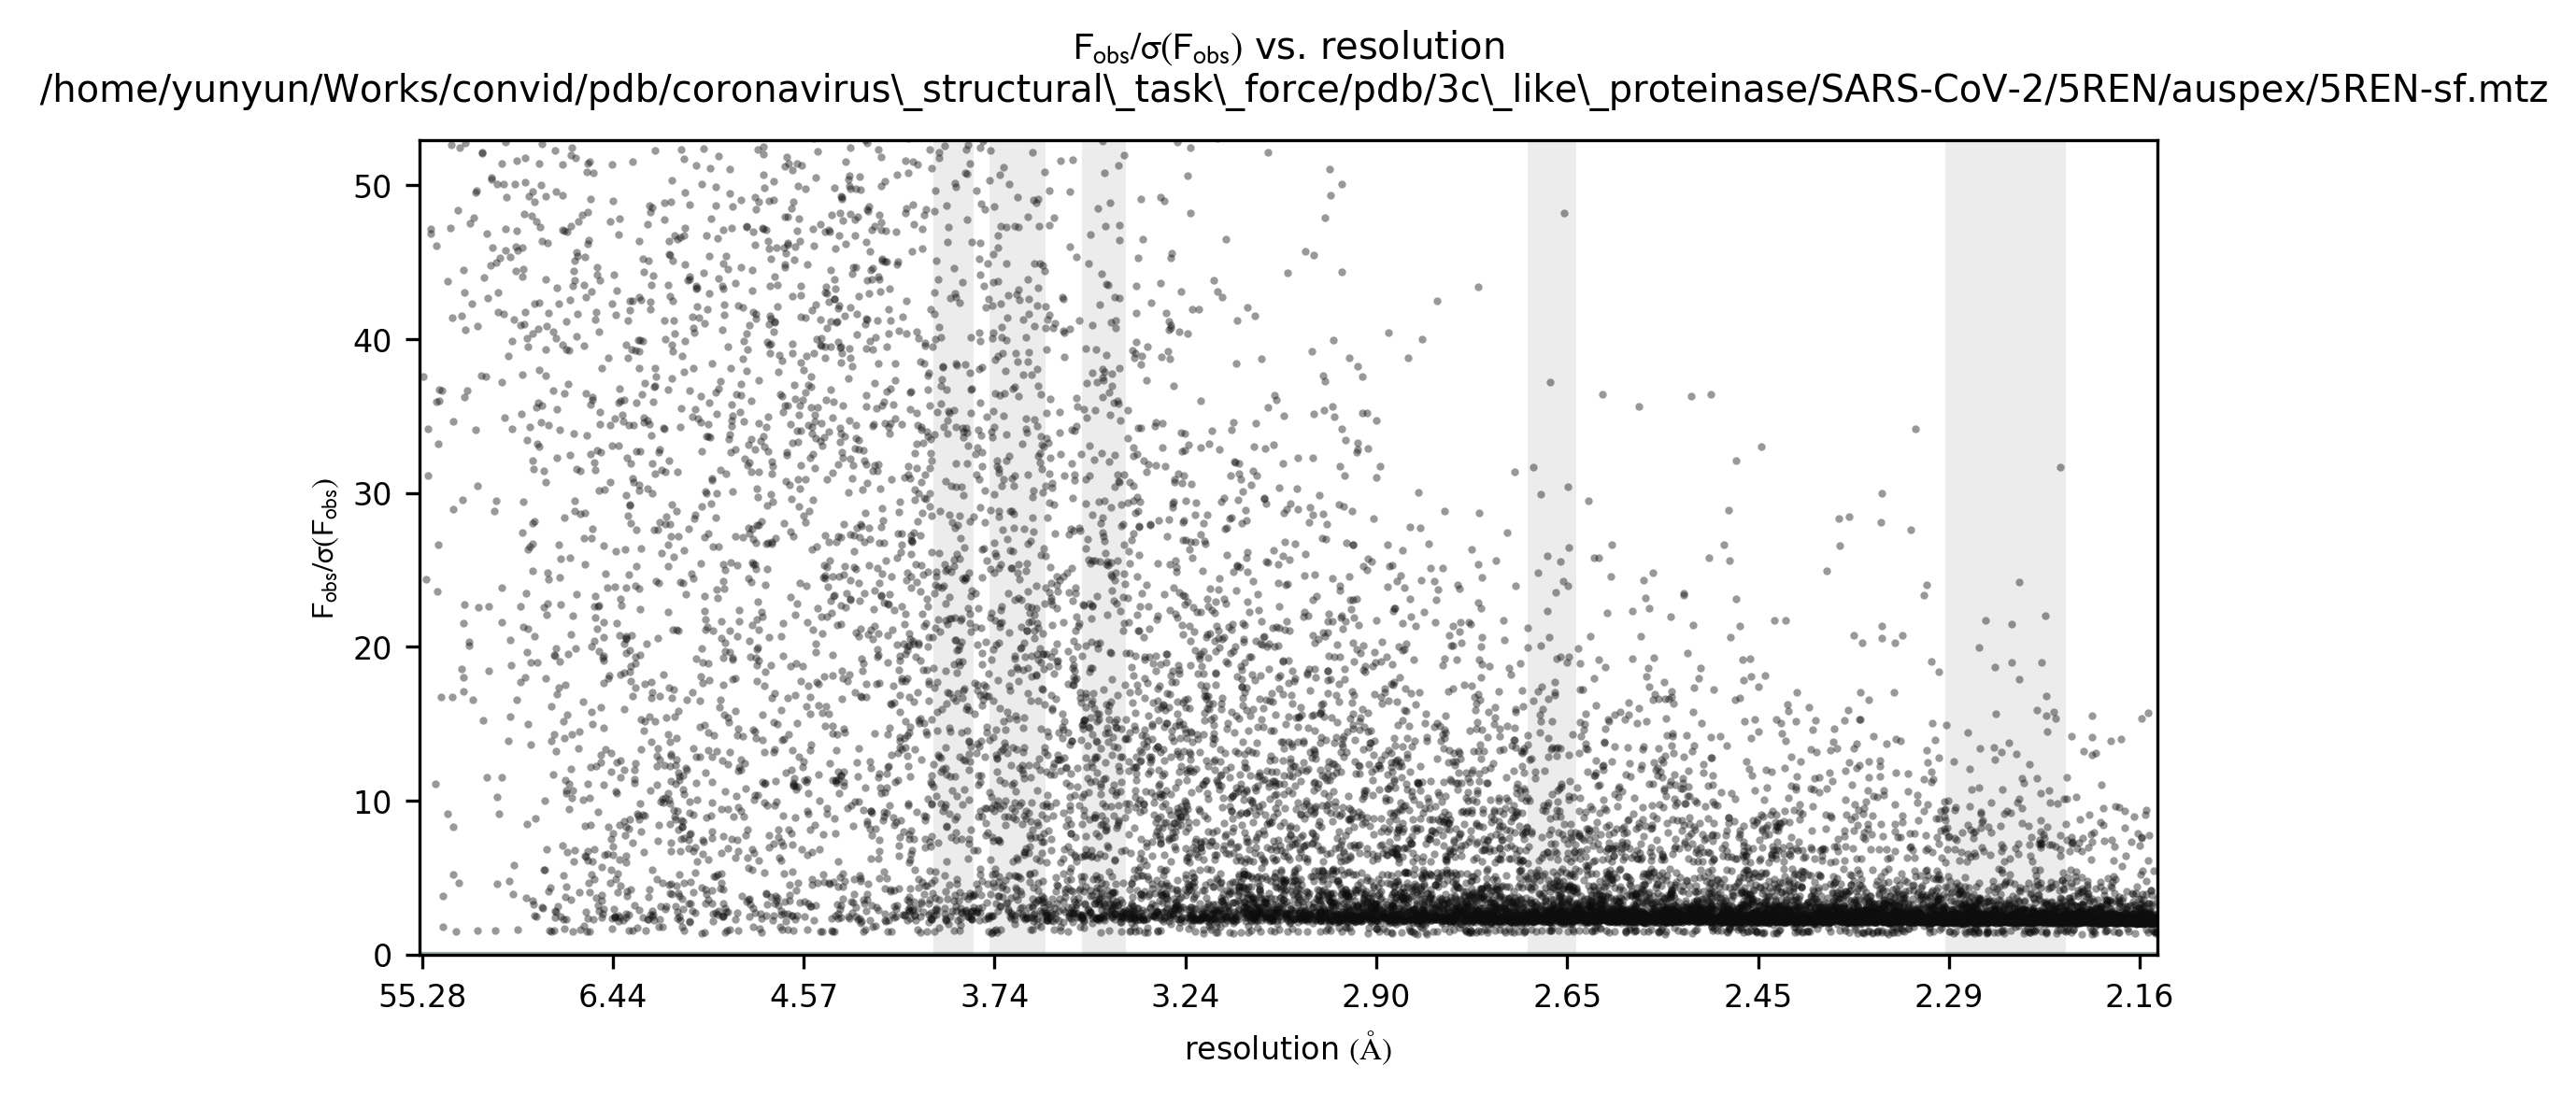 Fobs/σ(Fobs) vs. resolution
/home/yunyun/Works/convid/pdb/coronavirus\_structural\_task\_force/pdb/3c\_like\_proteinase/SARS-CoV-2/5REN/auspex/5REN-sf.mtz
Fobs/σ(Fobs)
50
40
30
20
10
0
55.28 6.44 4.57 3.74 3.24 2.90 2.65 2.45 2.29 2.16
resolution (Å)